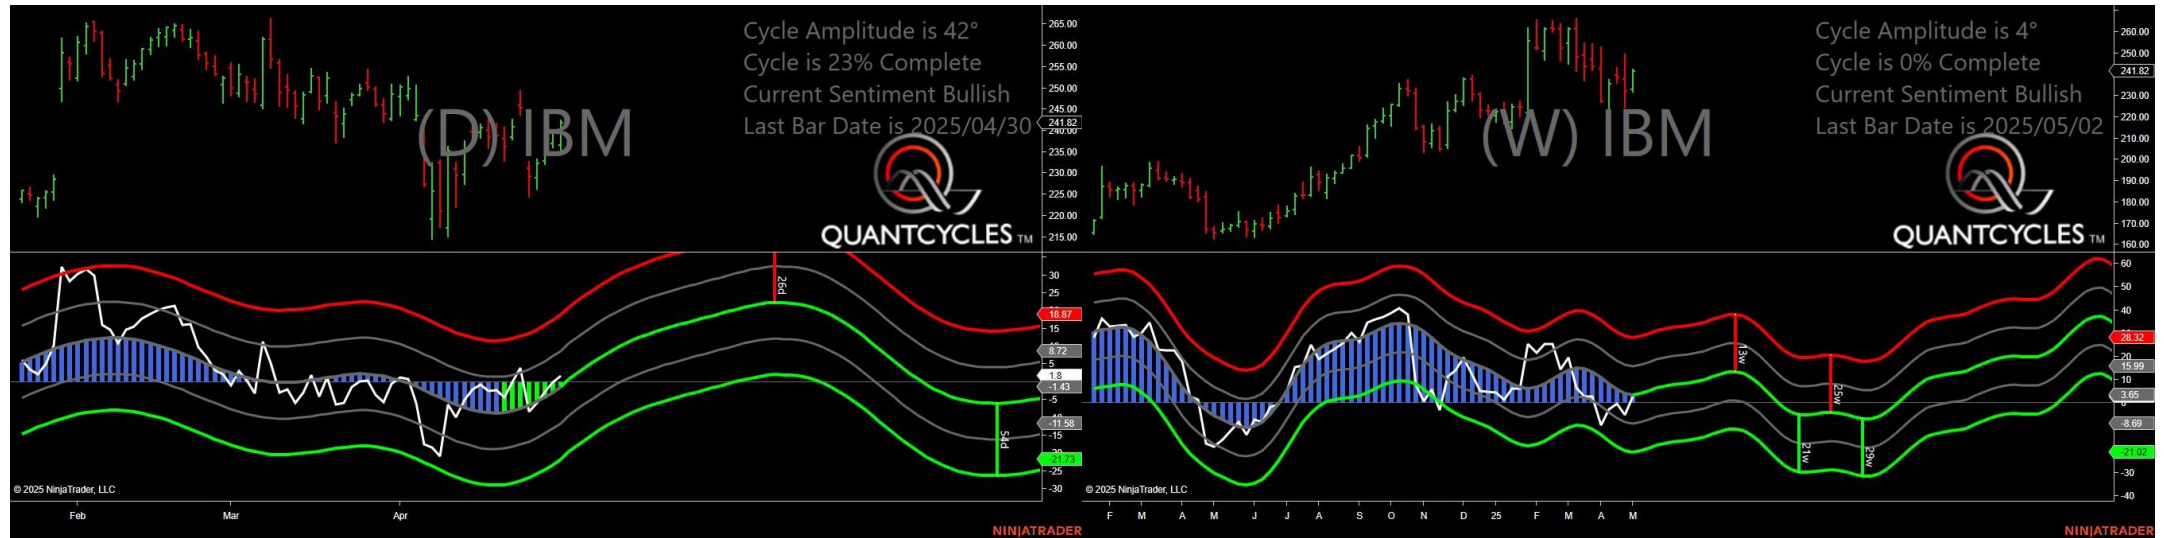 Cycle Amplitude is 42°
Cycle is 23% Complete
Current Sentiment Bullish
Last Bar Date is 2025/04/30
(D) IBM
QUANTCYCLES TM
265.00
260.00
255.00
250.00
245.00
241.82
240.00
235.00
230.00
225.00
220.00
215.00
26d
54d
30
25
18.87
15
8.72
5
1.8
-1.43
-5
-11.58
-15
-21.73
-25
-30
© 2025 NinjaTrader, LLC
Feb Mar Apr
NINJATRADER
Cycle Amplitude is 4°
Cycle is 0% Complete
Current Sentiment Bullish
Last Bar Date is 2025/05/02
(W) IBM
QUANTCYCLES TM
260.00
250.00
241.82
230.00
220.00
210.00
200.00
190.00
180.00
170.00
160.00
13w
25w
21w
29w
60
50
40
28.32
20
15.99
10
3.65
-8.69
-21.02
-30
-40
© 2025 NinjaTrader, LLC
F M A M J J A S O N D 25 F M A M
NINJATRADER